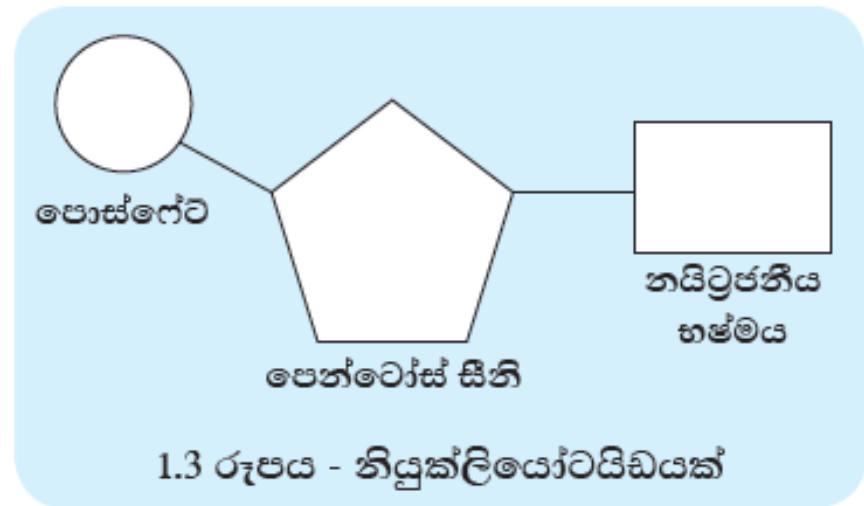 පොස්ෆේට
නයිට්‍රජනීය
භෂ්මය
පෙන්ටෝස් සීනි
1.3 රූපය - නියුක්ලියෝටයිඩයක්